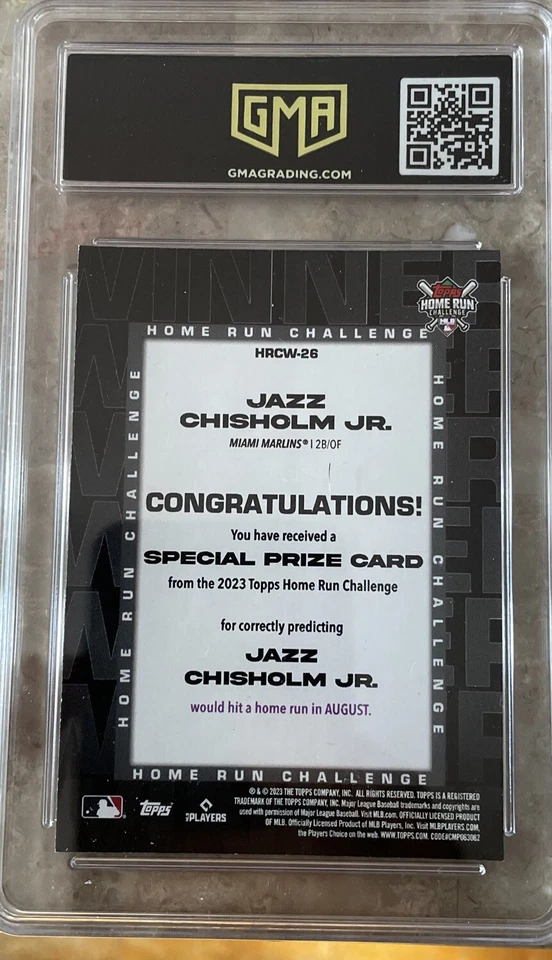 GMA
GMAGRADING.COM
WINNER
TOPPS
HOME RUN
CHALLENGE
MLB
HOME RUN CHALLENGE
HRCW-26
JAZZ
CHISHOLM JR.
MIAMI MARLINS® | 2B/OF
CONGRATULATIONS!
You have received a
SPECIAL PRIZE CARD
from the 2023 Topps Home Run Challenge
for correctly predicting
JAZZ
CHISHOLM JR.
would hit a home run in AUGUST.
HOME RUN CHALLENGE
HOME RUN CHALLENGE
HOME RUN CHALLENGE
topps
PLAYERS
® & © 2023 THE TOPPS COMPANY, INC. ALL RIGHTS RESERVED. TOPPS IS A REGISTERED
TRADEMARK OF THE TOPPS COMPANY, INC. Major League Baseball trademarks and copyrights are
used with permission of Major League Baseball. Visit MLB.com. OFFICIALLY LICENSED PRODUCT
OF MLB. Officially Licensed Product of MLB Players, Inc. Visit MLBPLAYERS.COM,
the Players Choice on the web. WWW.TOPPS.COM. CODE#CMP063062